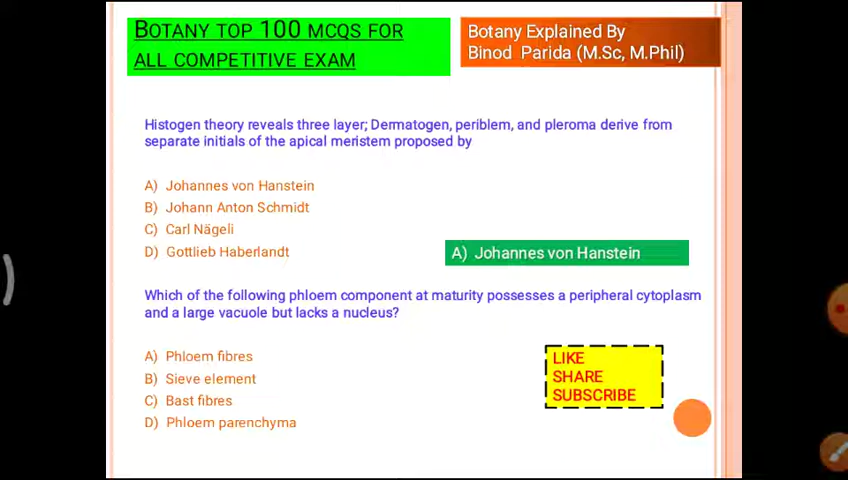 BOTANY TOP 100 MCQS FOR
ALL COMPETITIVE EXAM
Botany Explained By
Binod Parida (M.Sc, M.Phil)
Histogen theory reveals three layer; Dermatogen, periblem, and pleroma derive from
separate initials of the apical meristem proposed by
A) Johannes von Hanstein
B) Johann Anton Schmidt
C) Carl Nägeli
D) Gottlieb Haberlandt
A) Johannes von Hanstein
Which of the following phloem component at maturity possesses a peripheral cytoplasm
and a large vacuole but lacks a nucleus?
A) Phloem fibres
B) Sieve element
C) Bast fibres
D) Phloem parenchyma
LIKE
SHARE
SUBSCRIBE